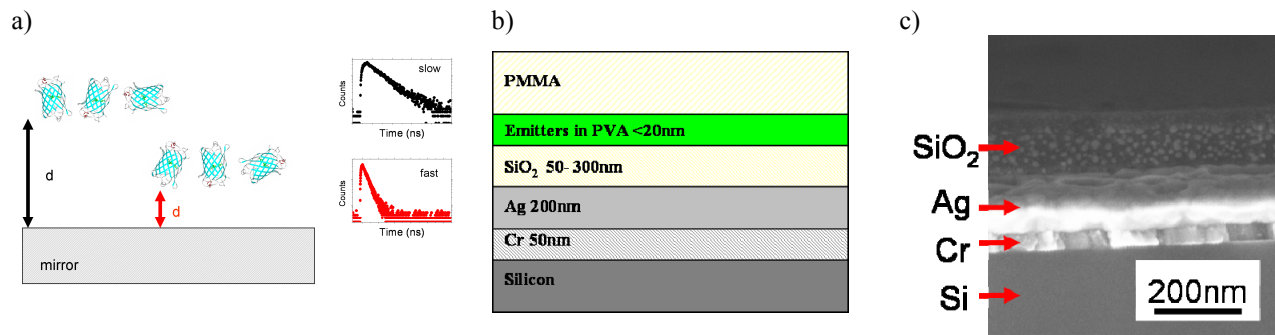 a)
d
d
mirror
slow
Counts
Time (ns)
fast
Counts
Time (ns)
b)
PMMA
Emitters in PVA <20nm
SiO₂ 50-300nm
Ag 200nm
Cr 50nm
Silicon
c)
SiO₂
Ag
Cr
Si
200nm